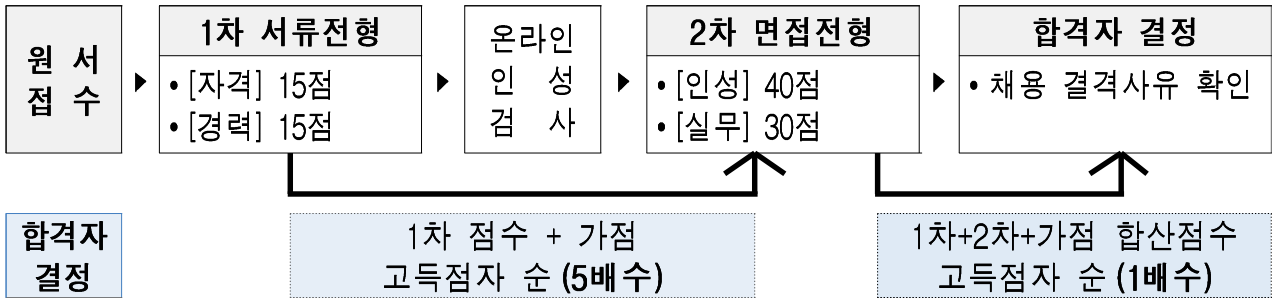 원 서
접 수
1차 서류전형
• [자격] 15점
• [경력] 15점
온라인
인 성
검 사
2차 면접전형
• [인성] 40점
• [실무] 30점
합격자 결정
• 채용 결격사유 확인
합격자
결정
1차 점수 + 가점
고득점자 순 (5배수)
1차+2차+가점 합산점수
고득점자 순 (1배수)